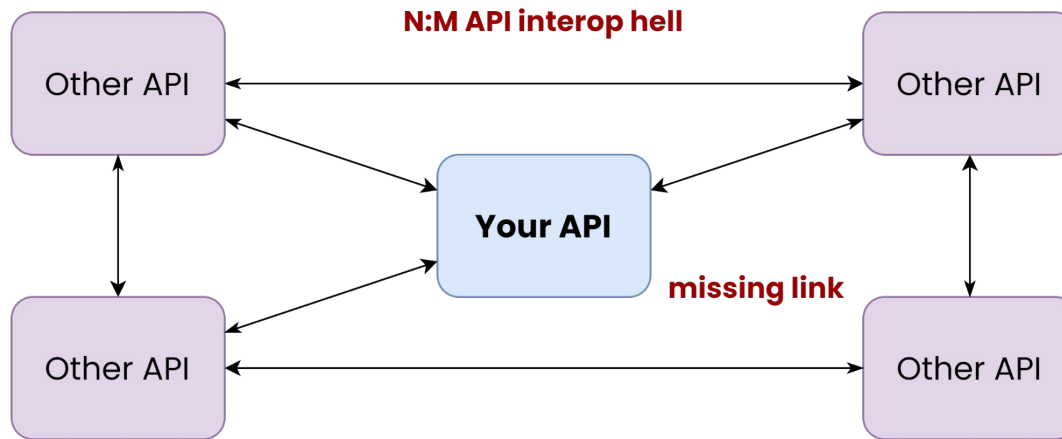 N:M API interop hell
Other API
Other API
Your API
missing link
Other API
Other API